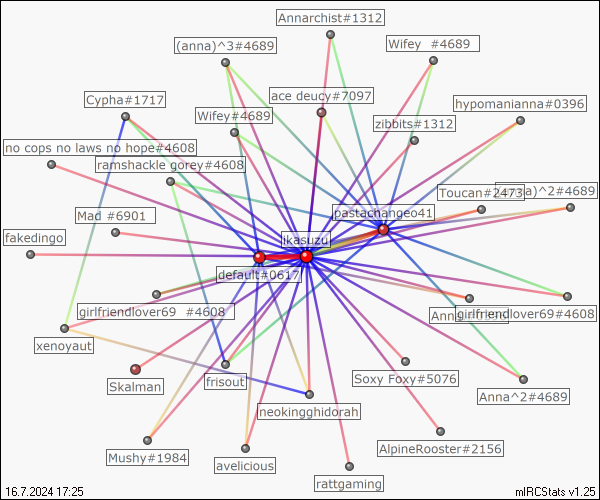 Annarchist#1312
(anna)^3#4689
Wifey  #4689
Cypha#1717
ace deucy#7097
hypomanianna#0396
Wifey#4689
zibbits#1312
no cops no laws no hope#4608
ramshackle gorey#4608
Toucan#2473
)^2#4689
Mad #6901
pastachangeo41
fakedingo
jkasuzu
default#0617
girlfriendlover69  #4608
girlfriendlover69#4608
xenoyaut
Skalman
frisout
Soxy Foxy#5076
Anna^2#4689
neokingghidorah
Mushy#1984
avelicious
AlpineRooster#2156
rattgaming
16.7.2024 17:25
mIRCStats v1.25